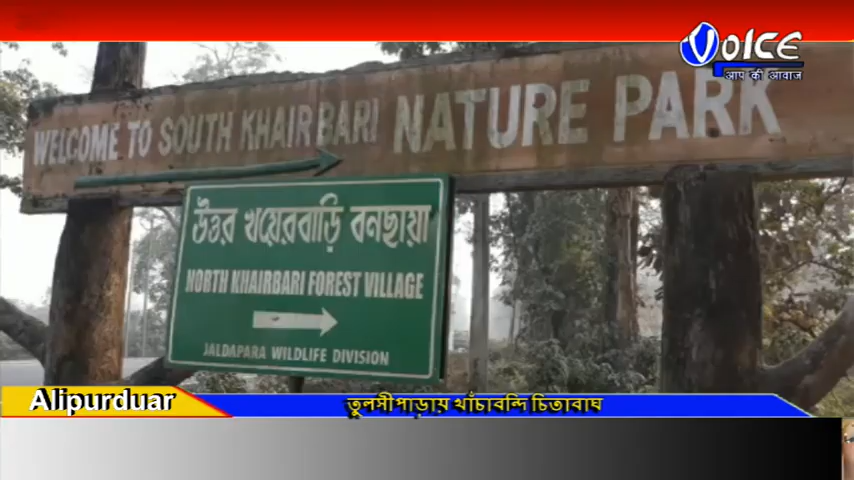 VOICE
आप की आवाज
WELCOME TO SOUTH KHAIRBARI NATURE PARK
উত্তর খয়েরবাড়ি বনছায়া
NORTH KHAIRBARI FOREST VILLAGE
JALDAPARA WILDLIFE DIVISION
Alipurduar
তুলসীপাড়ায় খাঁচাবন্দি চিতাবাঘ